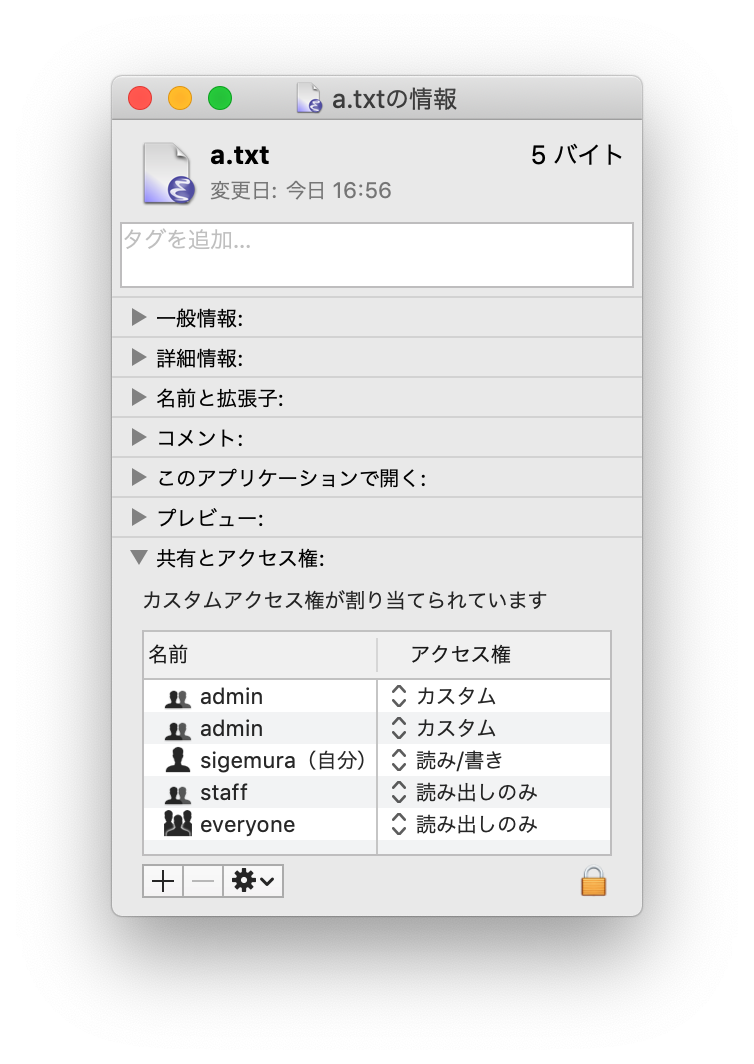 a.txtの情報
a.txt 5 バイト
変更日: 今日 16:56
タグを追加...
一般情報:
詳細情報:
名前と拡張子:
コメント:
このアプリケーションで開く:
プレビュー:
共有とアクセス権:
カスタムアクセス権が割り当てられています
名前 アクセス権
admin カスタム
admin カスタム
sigemura（自分） 読み/書き
staff 読み出しのみ
everyone 読み出しのみ